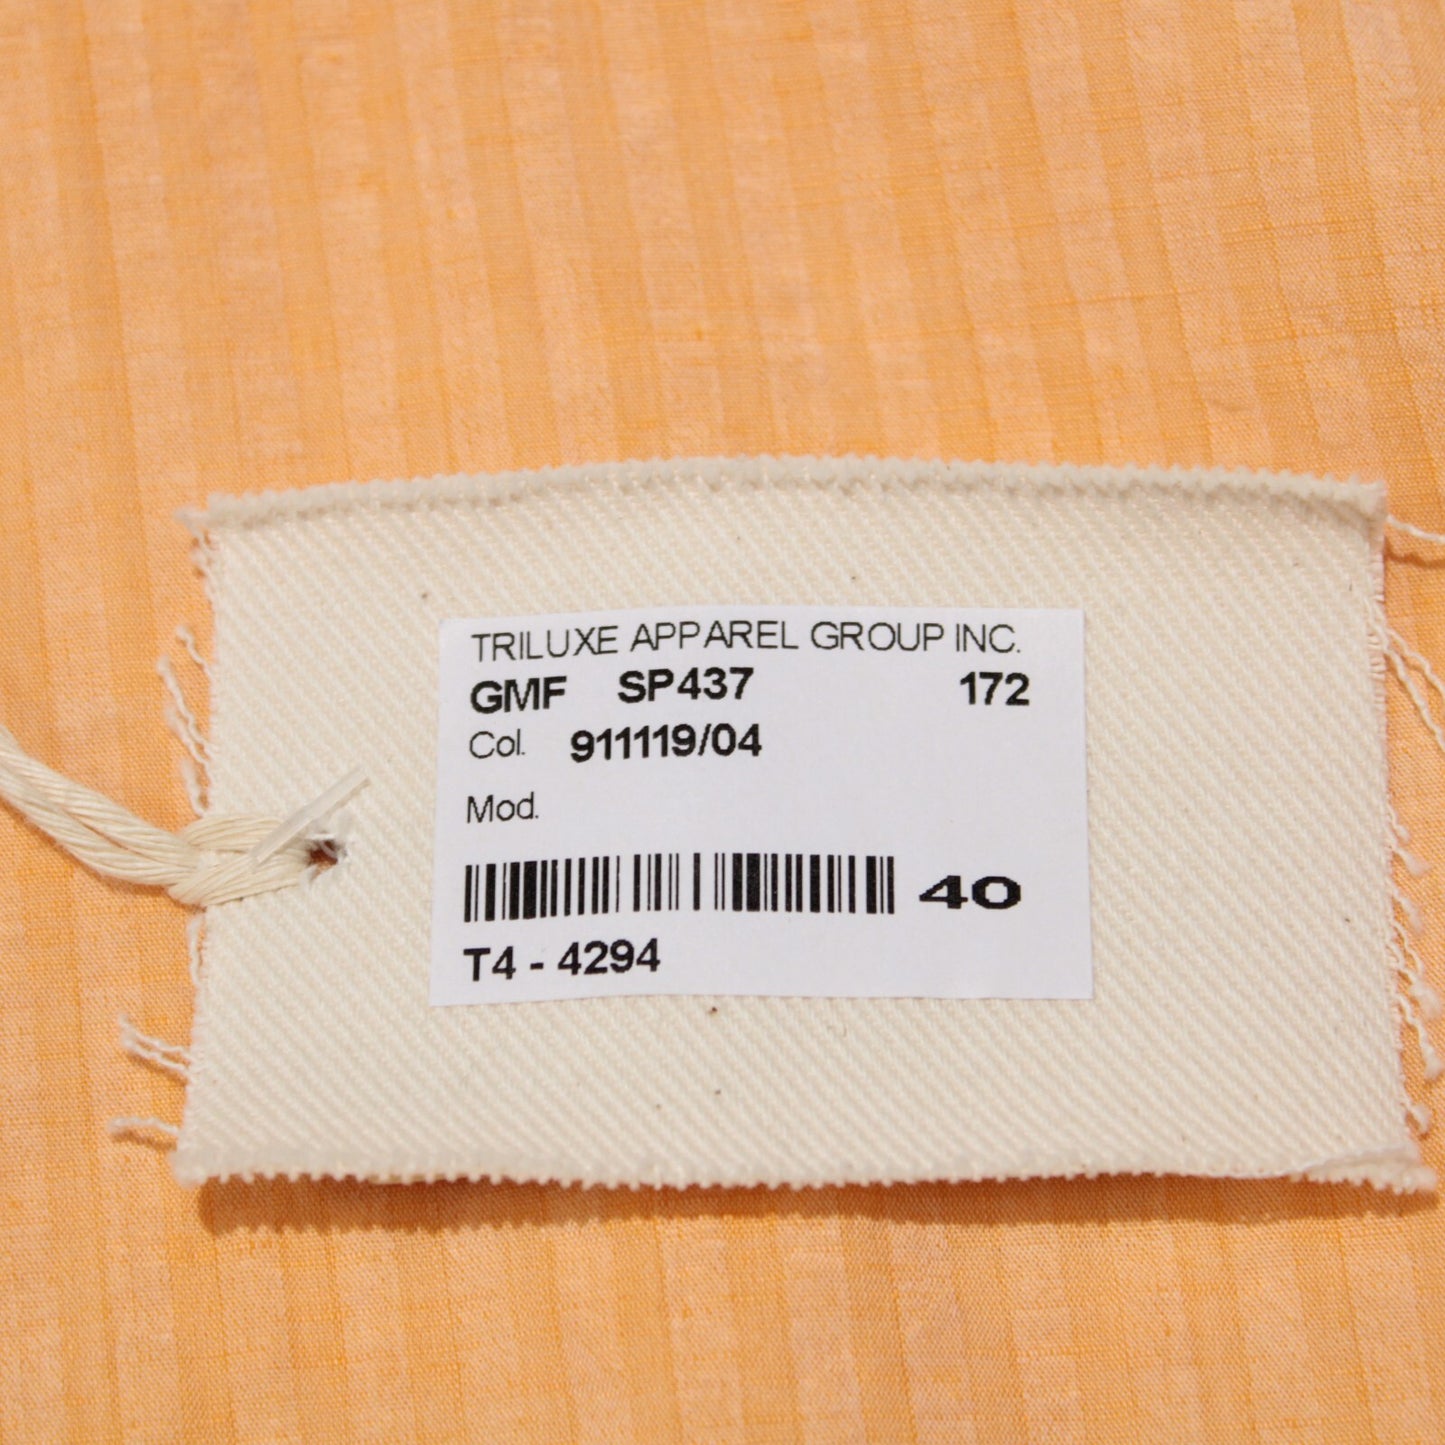 TRILUXE APPAREL GROUP INC.
GMF SP437 172
Col. 911119/04
Mod.
40
T4 - 4294